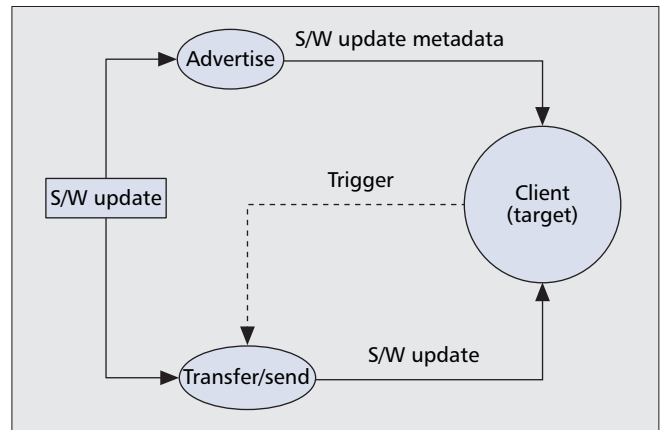 S/W update metadata
Advertise
Trigger
Client
(target)
S/W update
S/W update
Transfer/send